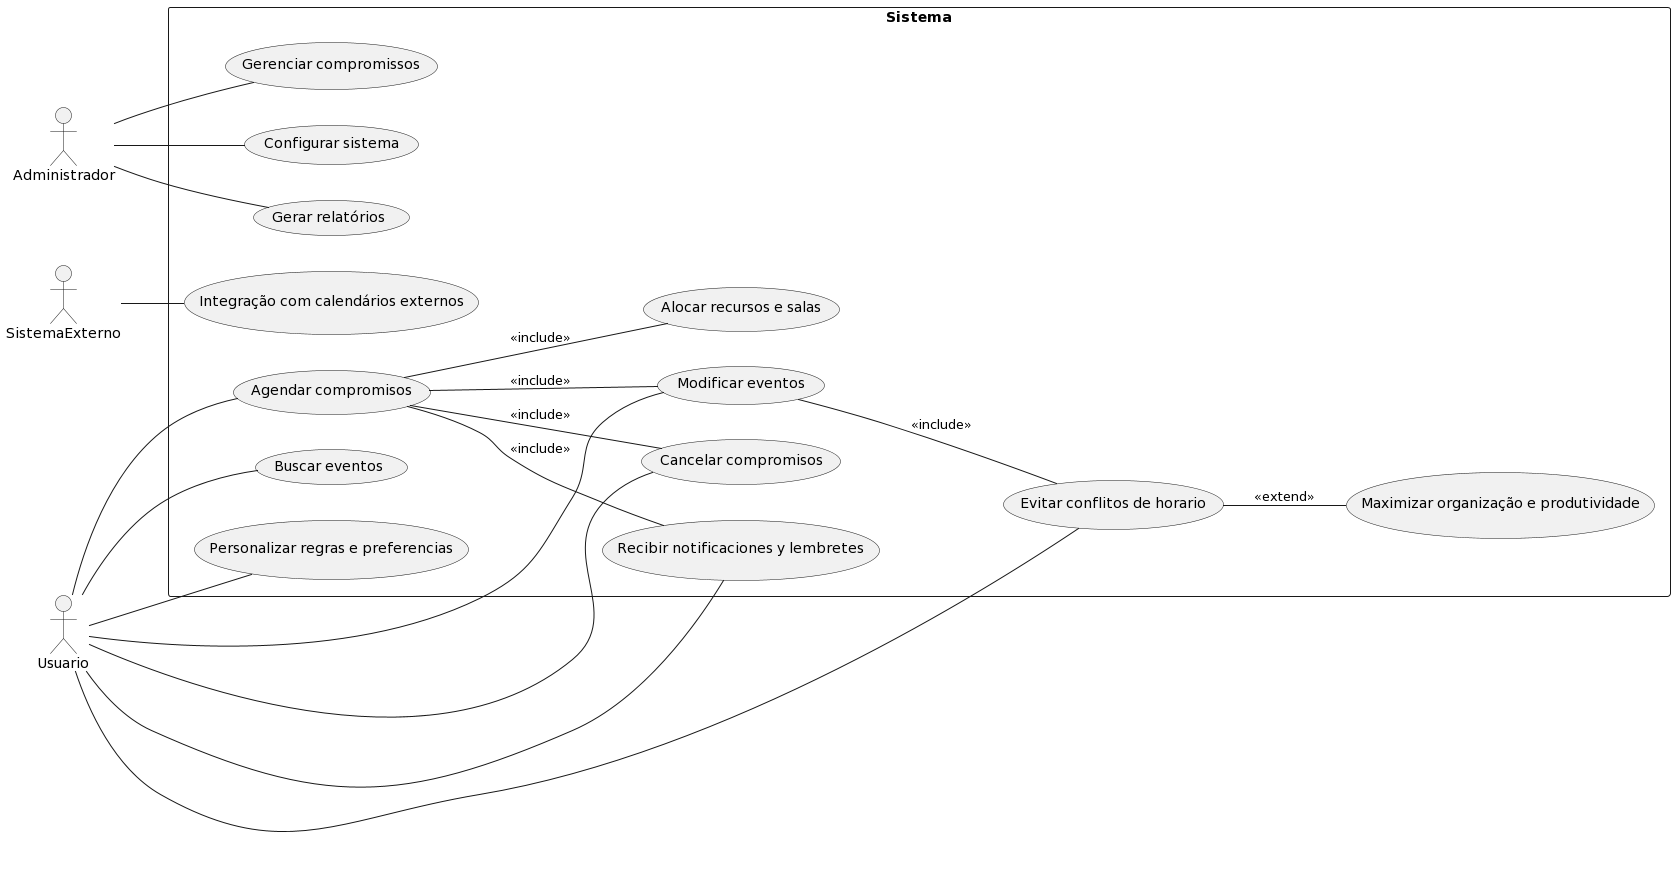 Sistema
Gerenciar compromissos
Configurar sistema
Administrador
Gerar relatórios
Integração com calendários externos
SistemaExterno
Alocar recursos e salas
«include»
Agendar compromisos
«include»
Modificar eventos
«include»
«include»
«include»
Buscar eventos
Cancelar compromisos
Evitar conflitos de horario
«extend»
Maximizar organização e produtividade
Personalizar regras e preferencias
Recibir notificaciones y lembretes
Usuario